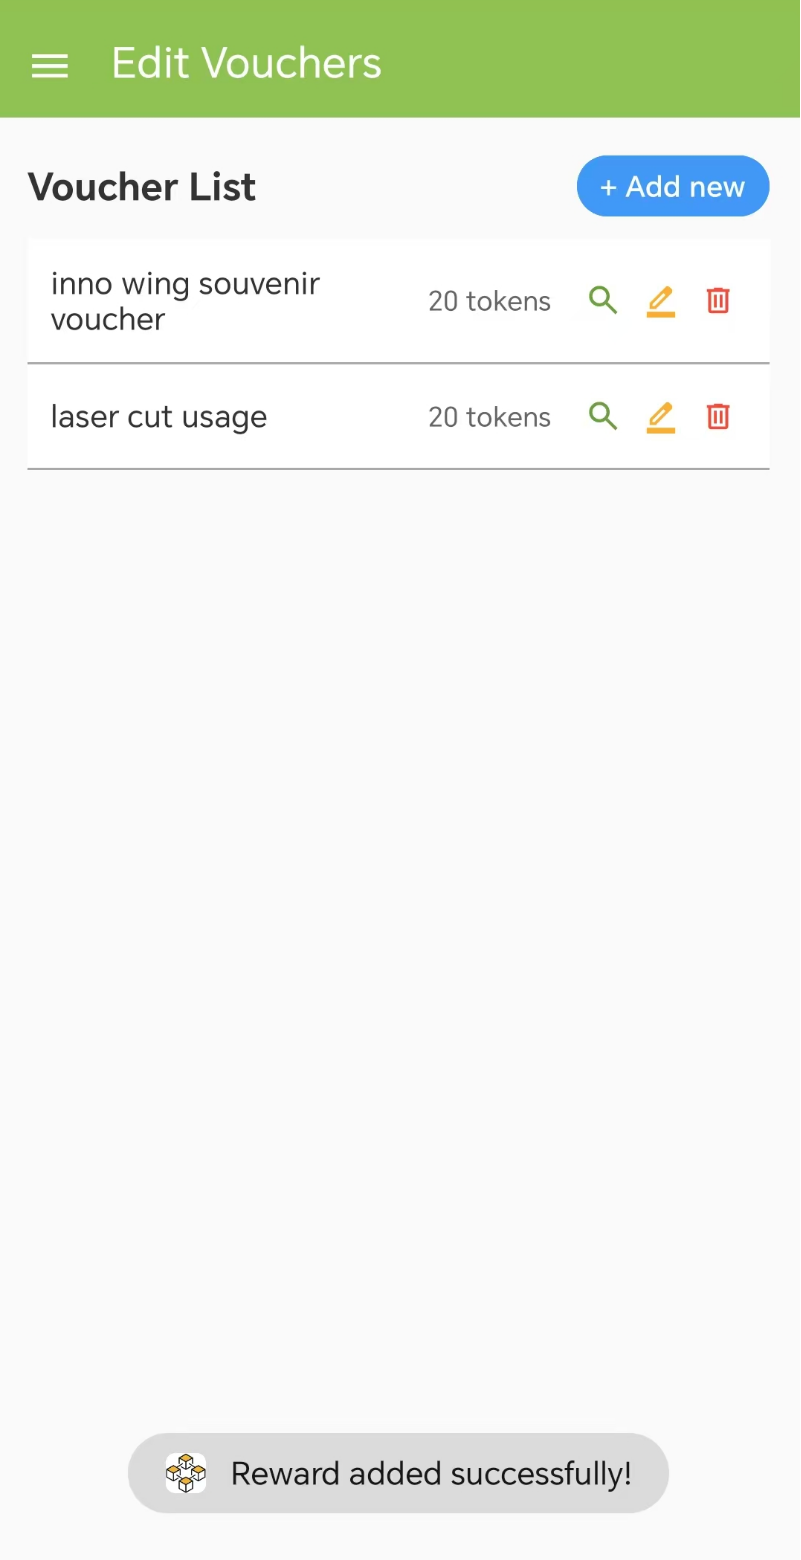 Edit Vouchers
Voucher List
+ Add new
inno wing souvenir
voucher
20 tokens
laser cut usage
20 tokens
Reward added successfully!